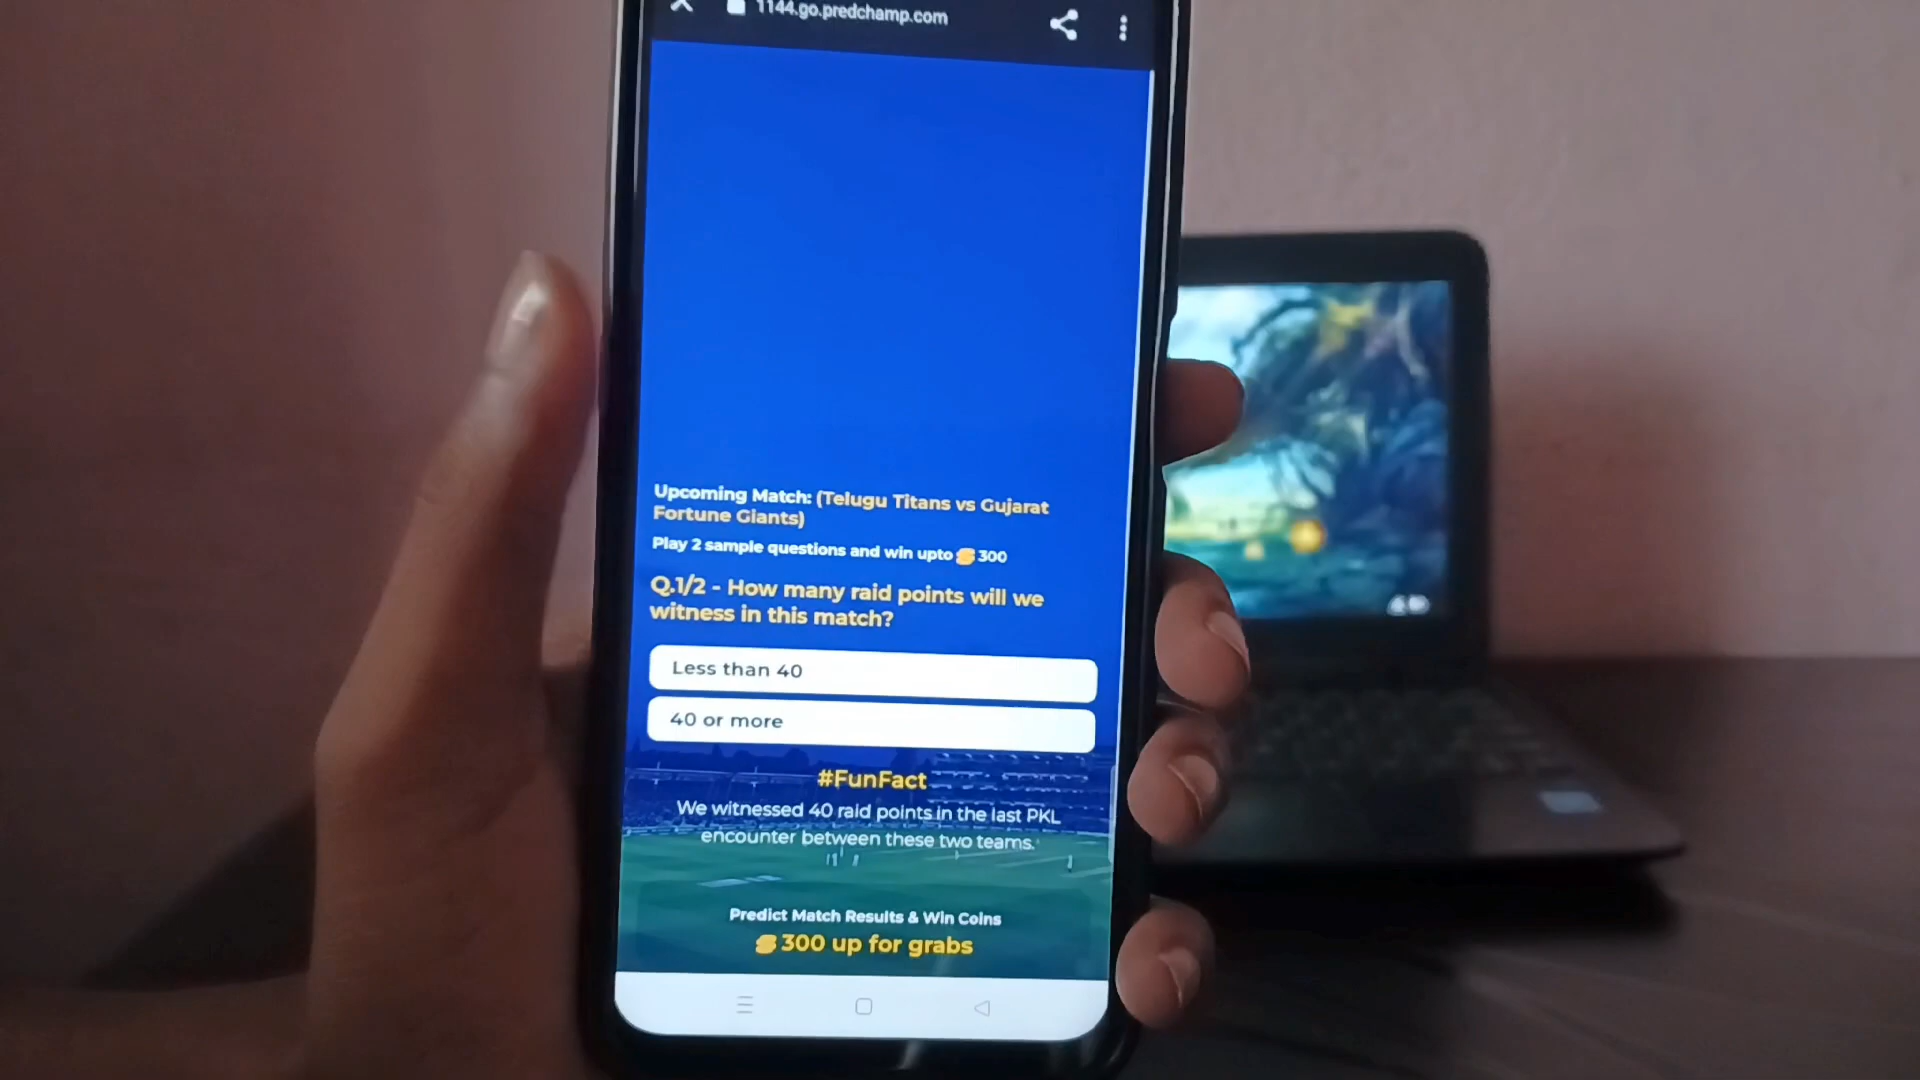 1144.go.predchamp.com
Upcoming Match: (Telugu Titans vs Gujarat
Fortune Giants)
Play 2 sample questions and win upto 300
Q.1/2 - How many raid points will we
witness in this match?
Less than 40
40 or more
#FunFact
We witnessed 40 raid points in the last PKL
encounter between these two teams.
Predict Match Results & Win Coins
300 up for grabs